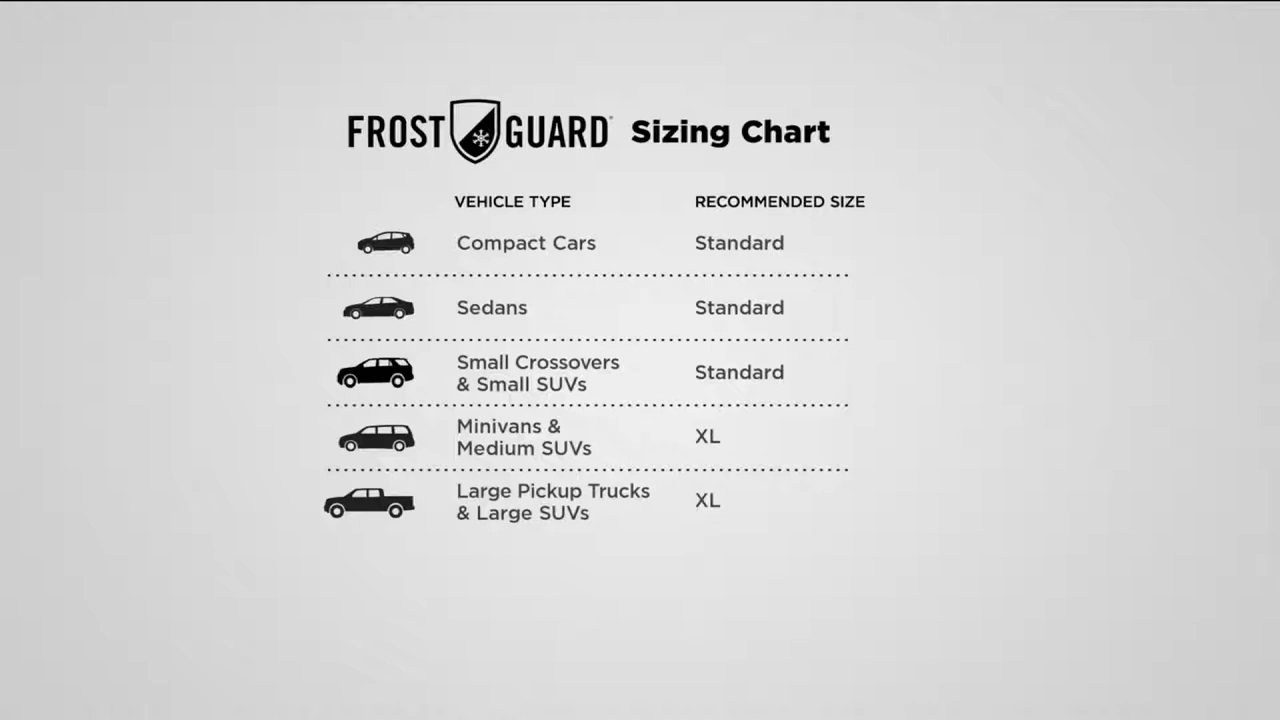 FROST GUARD Sizing Chart
VEHICLE TYPE RECOMMENDED SIZE
Compact Cars Standard
Sedans Standard
Small Crossovers
& Small SUVs
Standard
Minivans &
Medium SUVs
XL
Large Pickup Trucks
& Large SUVs
XL